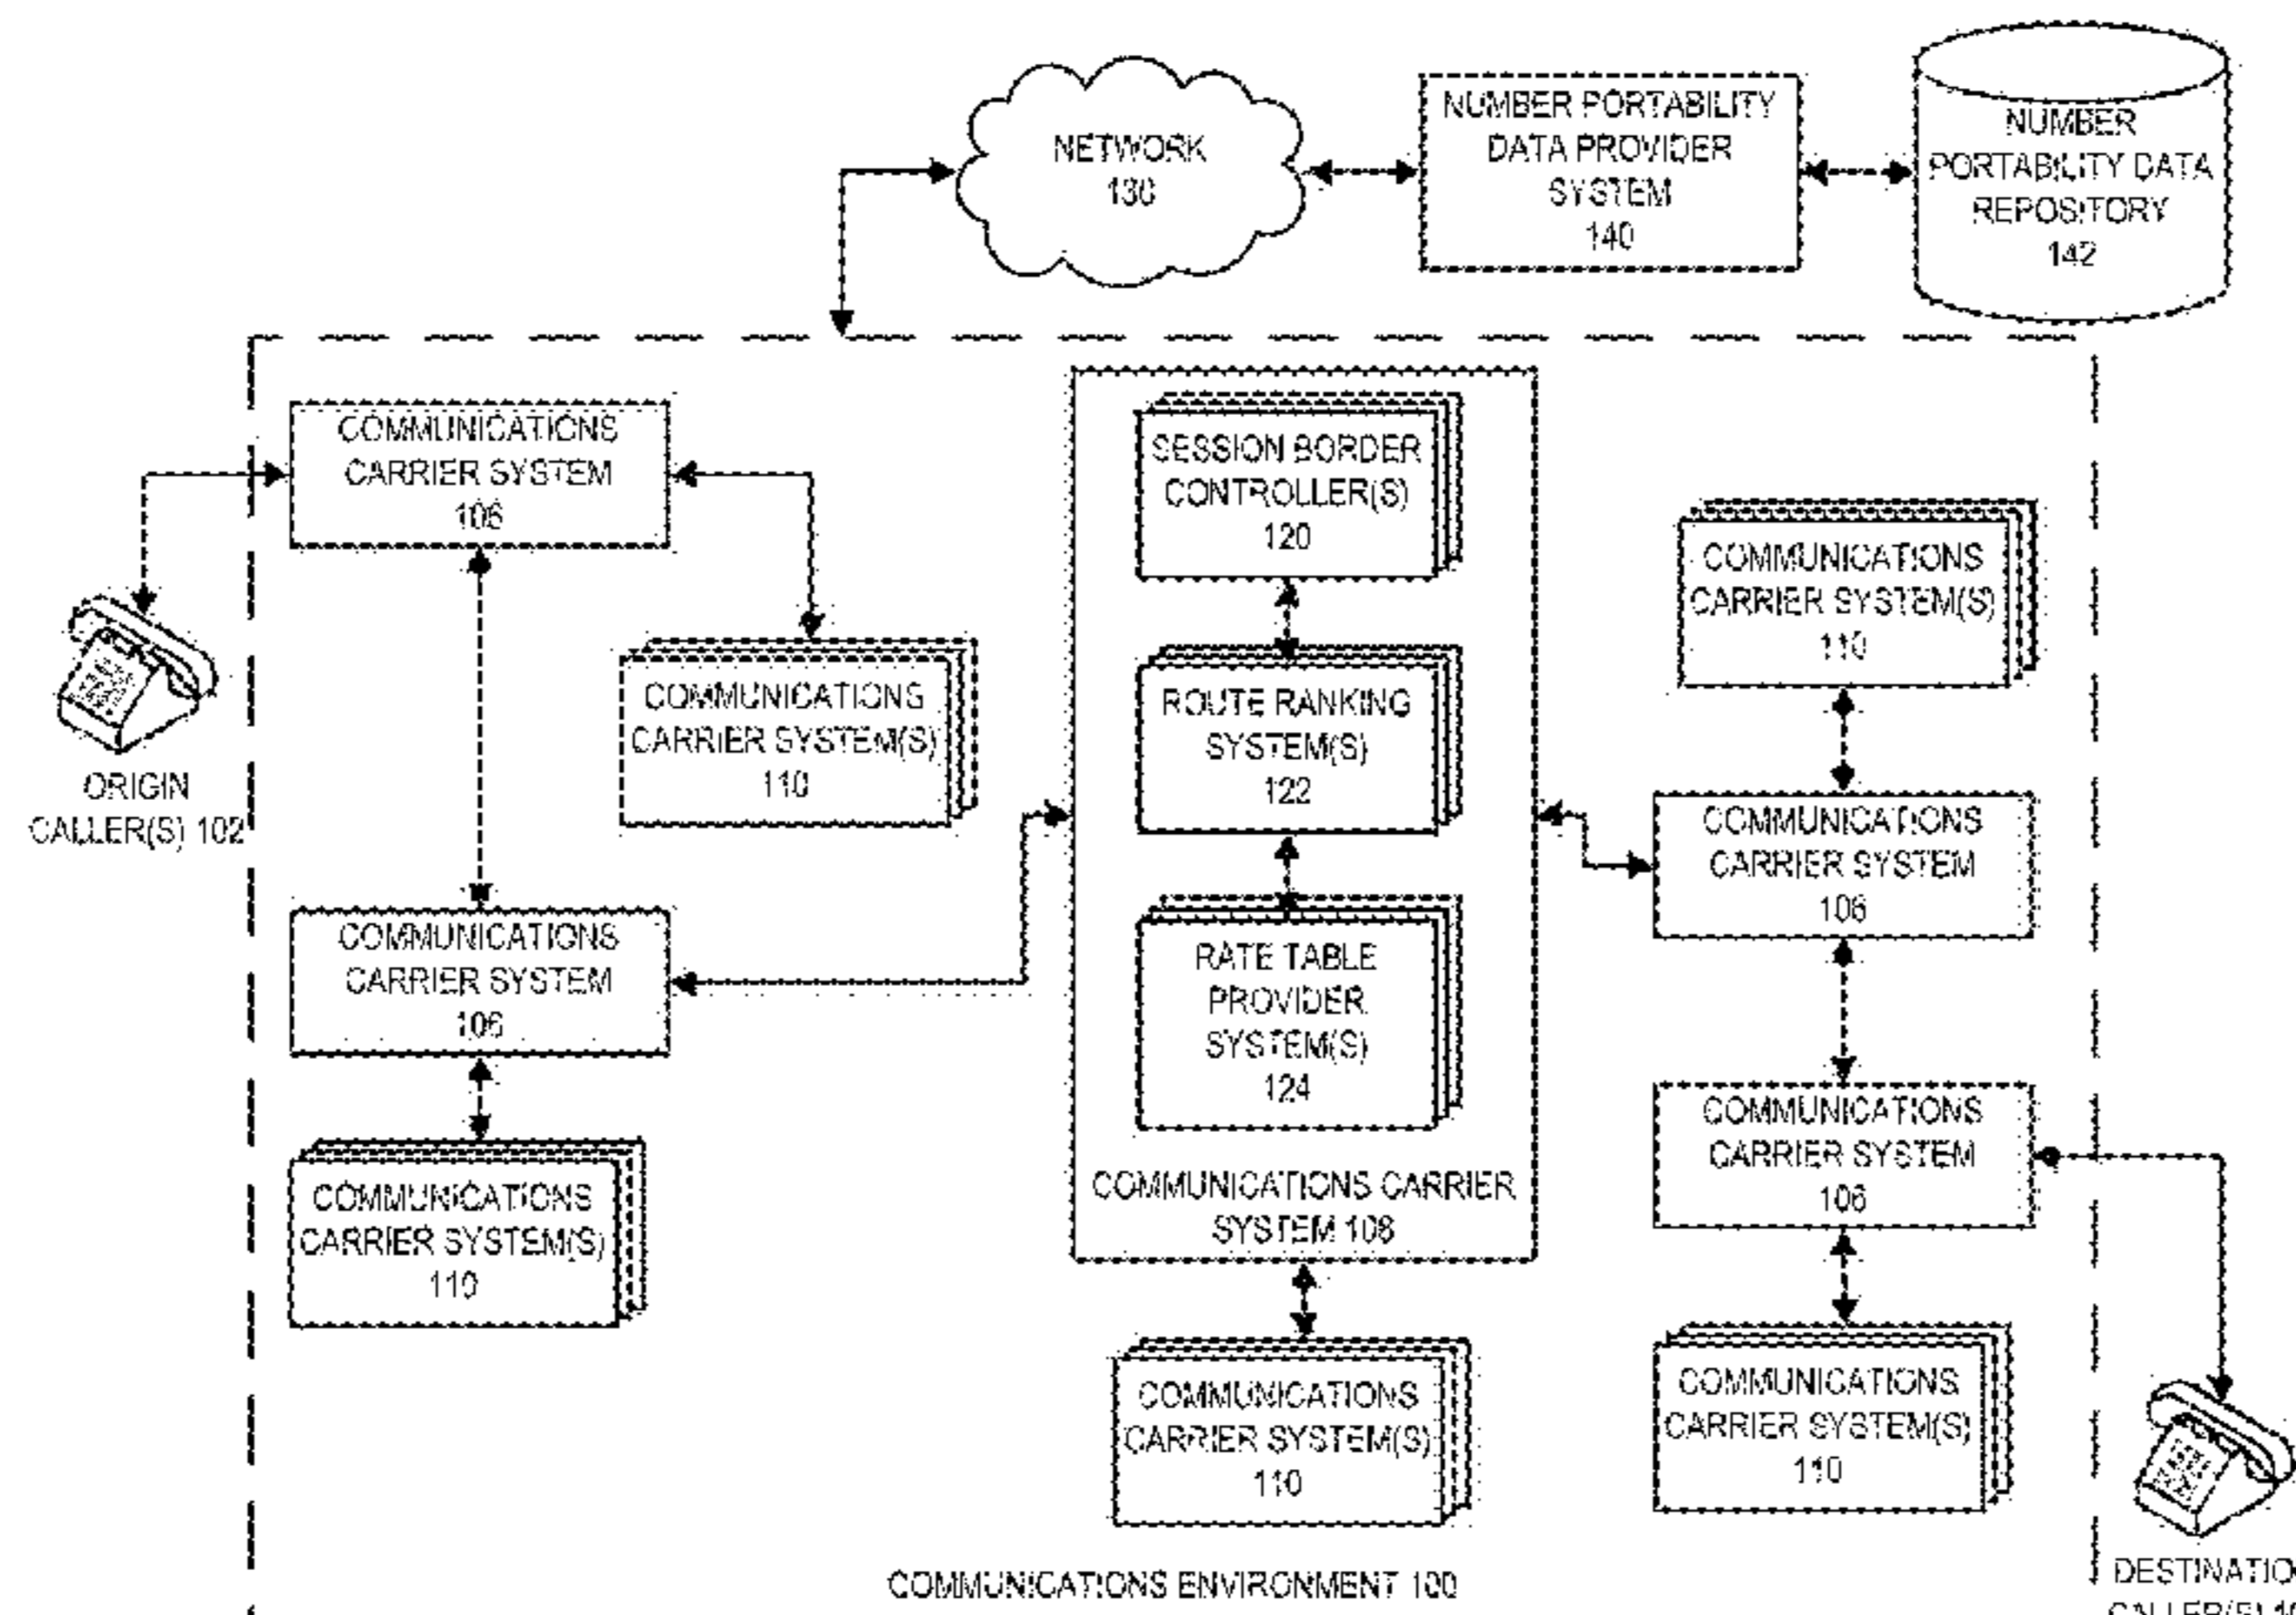 NETWORK
130
NUMBER PORTABILITY
DATA PROVIDER
SYSTEM
140
NUMBER
PORTABILITY DATA
REPOSITORY
142
COMMUNICATIONS
CARRIER SYSTEM
106
ORIGIN
CALLER(S) 102
COMMUNICATIONS
CARRIER SYSTEM(S)
110
COMMUNICATIONS
CARRIER SYSTEM
106
COMMUNICATIONS
CARRIER SYSTEM(S)
110
SESSION BORDER
CONTROLLER(S)
120
ROUTE RANKING
SYSTEM(S)
122
RATE TABLE
PROVIDER
SYSTEM(S)
124
COMMUNICATIONS CARRIER
SYSTEM 108
COMMUNICATIONS
CARRIER SYSTEM(S)
110
COMMUNICATIONS
CARRIER SYSTEM(S)
110
COMMUNICATIONS
CARRIER SYSTEM
106
COMMUNICATIONS
CARRIER SYSTEM
106
COMMUNICATIONS
CARRIER SYSTEM(S)
110
DESTINATIO
CALLER(S)
COMMUNICATIONS ENVIRONMENT 100